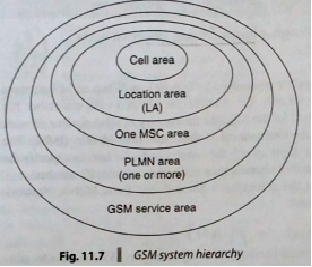 Cell area
Location area
(LA)
One MSC area
PLMN area
(one or more)
GSM service area
Fig. 11.7 | GSM system hierarchy